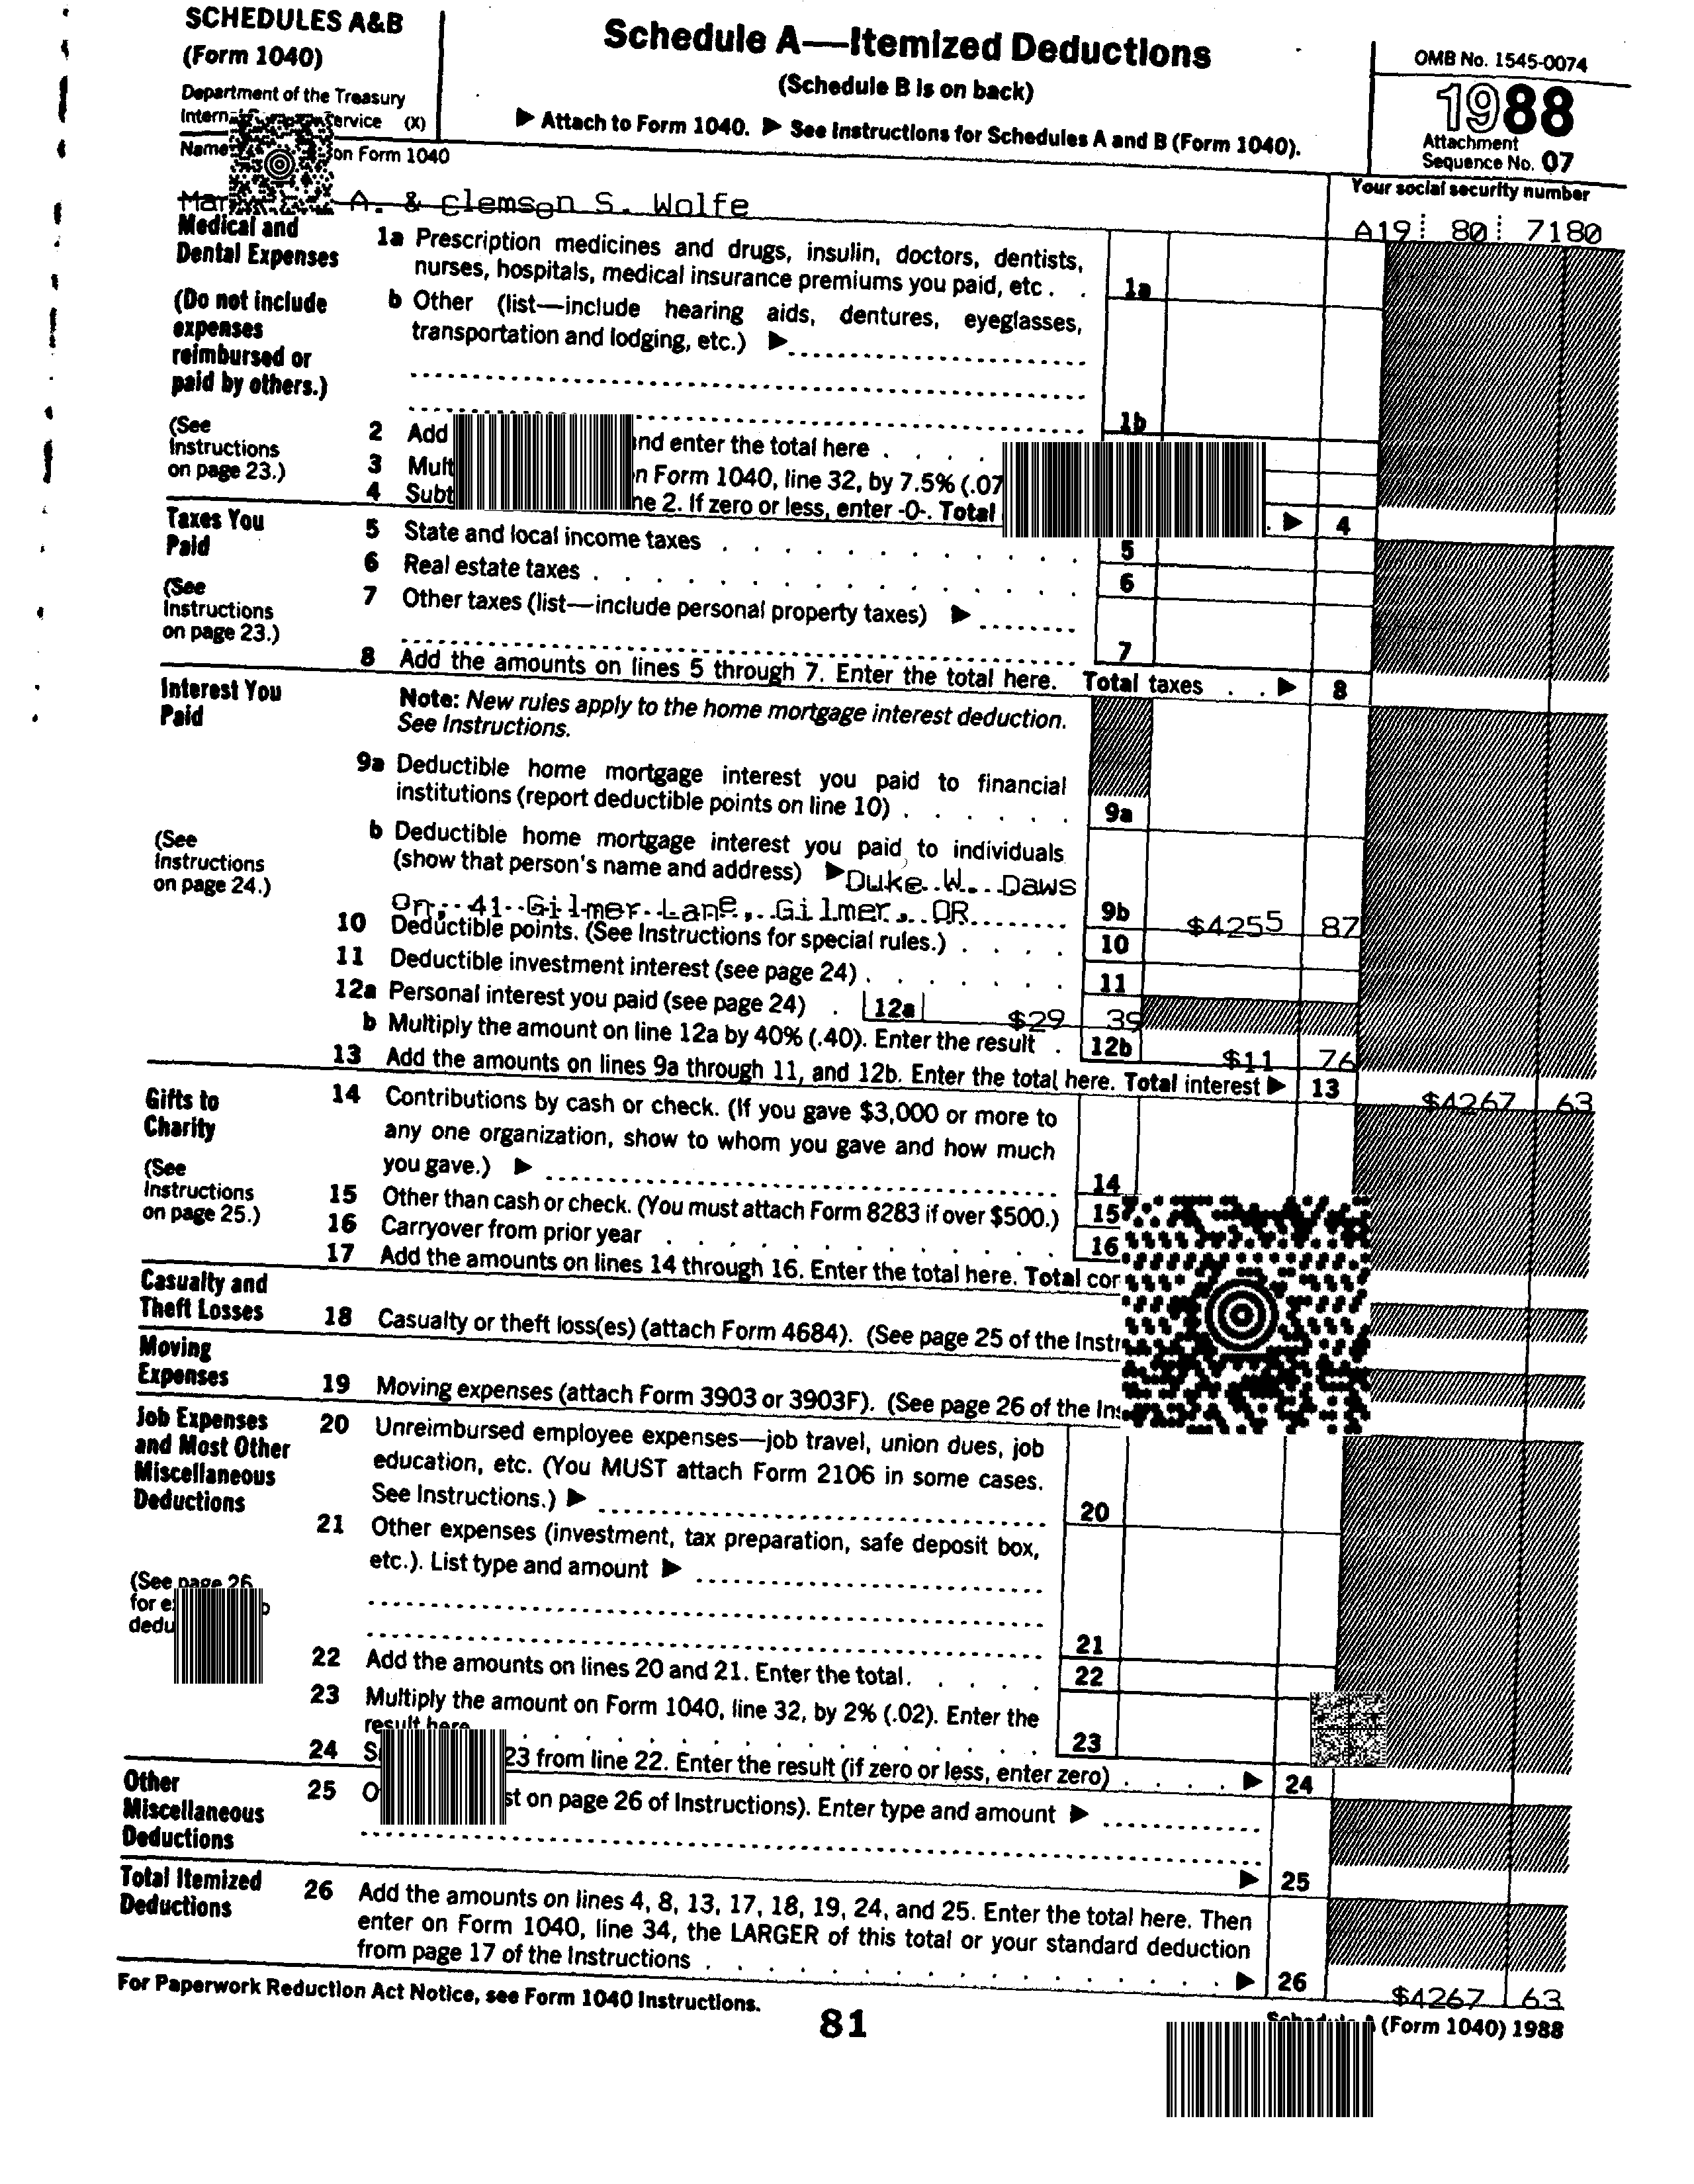 SCHEDULES A&B
(Form 1040)
Department of the Treasury
Service (X)
Schedule A—Itemized Deductions
(Schedule B is on back)
▶ Attach to Form 1040. ▶ See Instructions for Schedules A and B (Form 1040).
OMB No. 1545-0074
1988
Attachment
Sequence No. 07
Name on Form 1040
Your social security number
A. & Clemson S. Wolfe
A19 80 7180
Medical and
Dental Expenses
(Do not include
expenses
reimbursed or
paid by others.)
(See
Instructions
on page 23.)
1a Prescription medicines and drugs, insulin, doctors, dentists,
nurses, hospitals, medical insurance premiums you paid, etc . . 1a
b Other (list—include hearing aids, dentures, eyeglasses,
transportation and lodging, etc.) ▶
1b
2 Add and enter the total here . . . .
3 on Form 1040, line 32, by 7.5% (.07
4 line 2. If zero or less, enter -0-. Total . ▶ 4
Taxes You
Paid
(See
Instructions
on page 23.)
5 State and local income taxes . . . . . . . . . . . 5
6 Real estate taxes . . . . . . . . . . . . . . 6
7 Other taxes (list—include personal property taxes) ▶
7
8 Add the amounts on lines 5 through 7. Enter the total here. Total taxes . . ▶ 8
Interest You
Paid
(See
Instructions
on page 24.)
Note: New rules apply to the home mortgage interest deduction.
See Instructions.
9a Deductible home mortgage interest you paid to financial
institutions (report deductible points on line 10) . . . . . . 9a
b Deductible home mortgage interest you paid to individuals
(show that person's name and address) ▶ Duke W. Daws
on, 41 Gilmer Lane, Gilmer, OR 9b $4255 87
10 Deductible points. (See Instructions for special rules.) . . . . 10
11 Deductible investment interest (see page 24) . . . . . . . 11
12a Personal interest you paid (see page 24) . 12a $29 39
b Multiply the amount on line 12a by 40% (.40). Enter the result . 12b $11 76
13 Add the amounts on lines 9a through 11, and 12b. Enter the total here. Total interest ▶ 13 $4267 63
Gifts to
Charity
(See
Instructions
on page 25.)
14 Contributions by cash or check. (If you gave $3,000 or more to
any one organization, show to whom you gave and how much
you gave.) ▶ 14
15 Other than cash or check. (You must attach Form 8283 if over $500.) 15
16 Carryover from prior year . . . . . . . . . . . . 16
17 Add the amounts on lines 14 through 16. Enter the total here. Total
Casualty and
Theft Losses
18 Casualty or theft loss(es) (attach Form 4684). (See page 25 of the
Moving
Expenses
19 Moving expenses (attach Form 3903 or 3903F). (See page 26 of the
Job Expenses
and Most Other
Miscellaneous
Deductions
(See page 26
for
20 Unreimbursed employee expenses—job travel, union dues, job
education, etc. (You MUST attach Form 2106 in some cases.
See Instructions.) ▶ 20
21 Other expenses (investment, tax preparation, safe deposit box,
etc.). List type and amount ▶
21
22 Add the amounts on lines 20 and 21. Enter the total. . . . . 22
23 Multiply the amount on Form 1040, line 32, by 2% (.02). Enter the
result here . . . . . . . . . . . . . . . . 23
24 23 from line 22. Enter the result (if zero or less, enter zero) . . . . ▶ 24
Other
Miscellaneous
Deductions
25 on page 26 of Instructions). Enter type and amount ▶
▶ 25
Total Itemized
Deductions
26 Add the amounts on lines 4, 8, 13, 17, 18, 19, 24, and 25. Enter the total here. Then
enter on Form 1040, line 34, the LARGER of this total or your standard deduction
from page 17 of the Instructions . . . . . . . . . . . . . . . . ▶ 26 $4267 63
For Paperwork Reduction Act Notice, see Form 1040 Instructions.
81
Schedule A (Form 1040) 1988